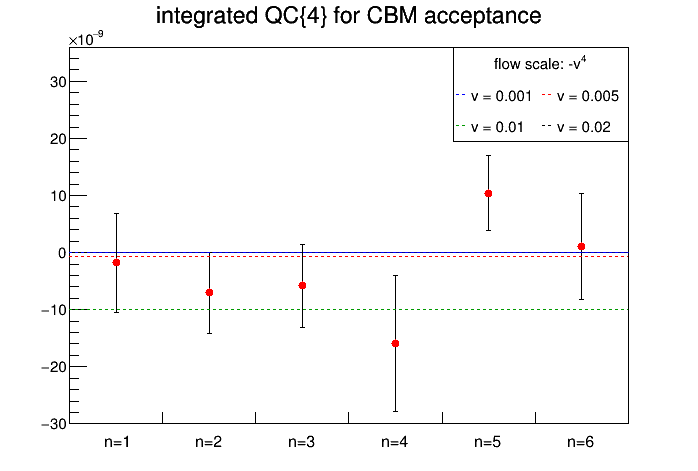 integrated QC{4} for CBM acceptance
×10⁻⁹
flow scale: -v⁴
v = 0.001 v = 0.005
v = 0.01 v = 0.02
30
20
10
0
−10
−20
−30
n=1 n=2 n=3 n=4 n=5 n=6